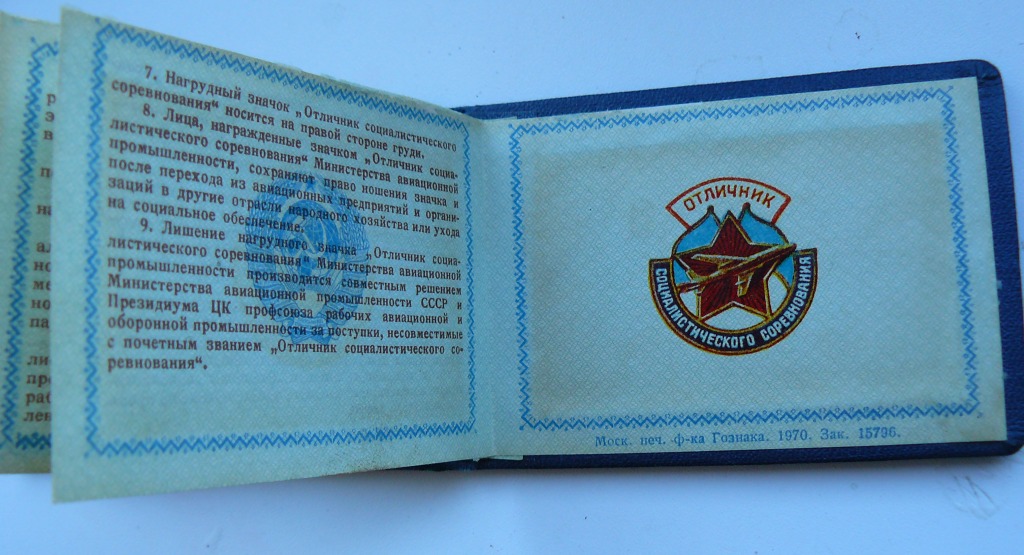 7. Нагрудный значок „Отличник социалистического
соревнования“ носится на правой стороне груди.
8. Лица, награжденные значком „Отличник социа-
листического соревнования“ Министерства авиационной
промышленности, сохраняют право ношения значка и
после перехода из авиационных предприятий и органи-
заций в другие отрасли народного хозяйства или ухода
на социальное обеспечение.
9. Лишение нагрудного значка „Отличник социа-
листического соревнования“ Министерства авиационной
промышленности производится совместным решением
Министерства авиационной промышленности СССР и
Президиума ЦК профсоюза рабочих авиационной и
оборонной промышленности за поступки, несовместимые
с почетным званием „Отличник социалистического со-
ревнования“.
ОТЛИЧНИК
СОЦИАЛИСТИЧЕСКОГО СОРЕВНОВАНИЯ
Моск. печ. ф-ка Гознака. 1970. Зак. 15796.